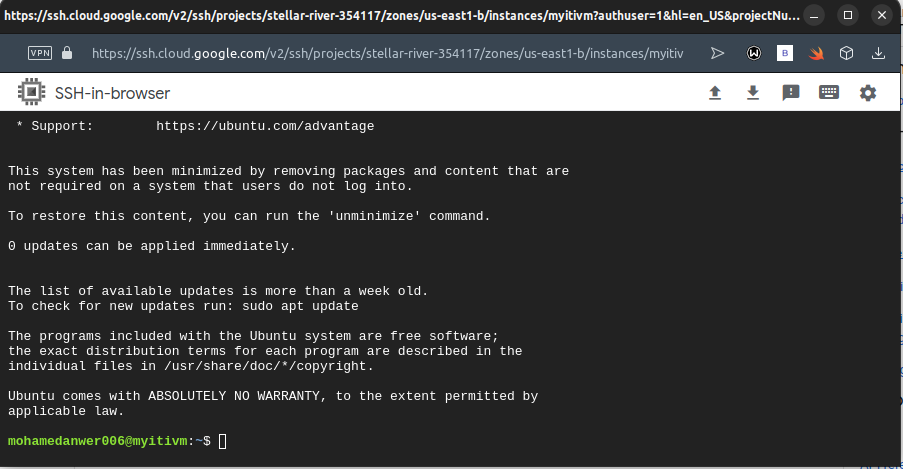 https://ssh.cloud.google.com/v2/ssh/projects/stellar-river-354117/zones/us-east1-b/instances/myitivm?authuser=1&hl=en_US&projectNu...
VPN https://ssh.cloud.google.com/v2/ssh/projects/stellar-river-354117/zones/us-east1-b/instances/myitiv
B
SSH-in-browser
* Support: https://ubuntu.com/advantage
This system has been minimized by removing packages and content that are
not required on a system that users do not log into.
To restore this content, you can run the 'unminimize' command.
0 updates can be applied immediately.
The list of available updates is more than a week old.
To check for new updates run: sudo apt update
The programs included with the Ubuntu system are free software;
the exact distribution terms for each program are described in the
individual files in /usr/share/doc/*/copyright.
Ubuntu comes with ABSOLUTELY NO WARRANTY, to the extent permitted by
applicable law.
mohamedanwer006@myitivm:~$